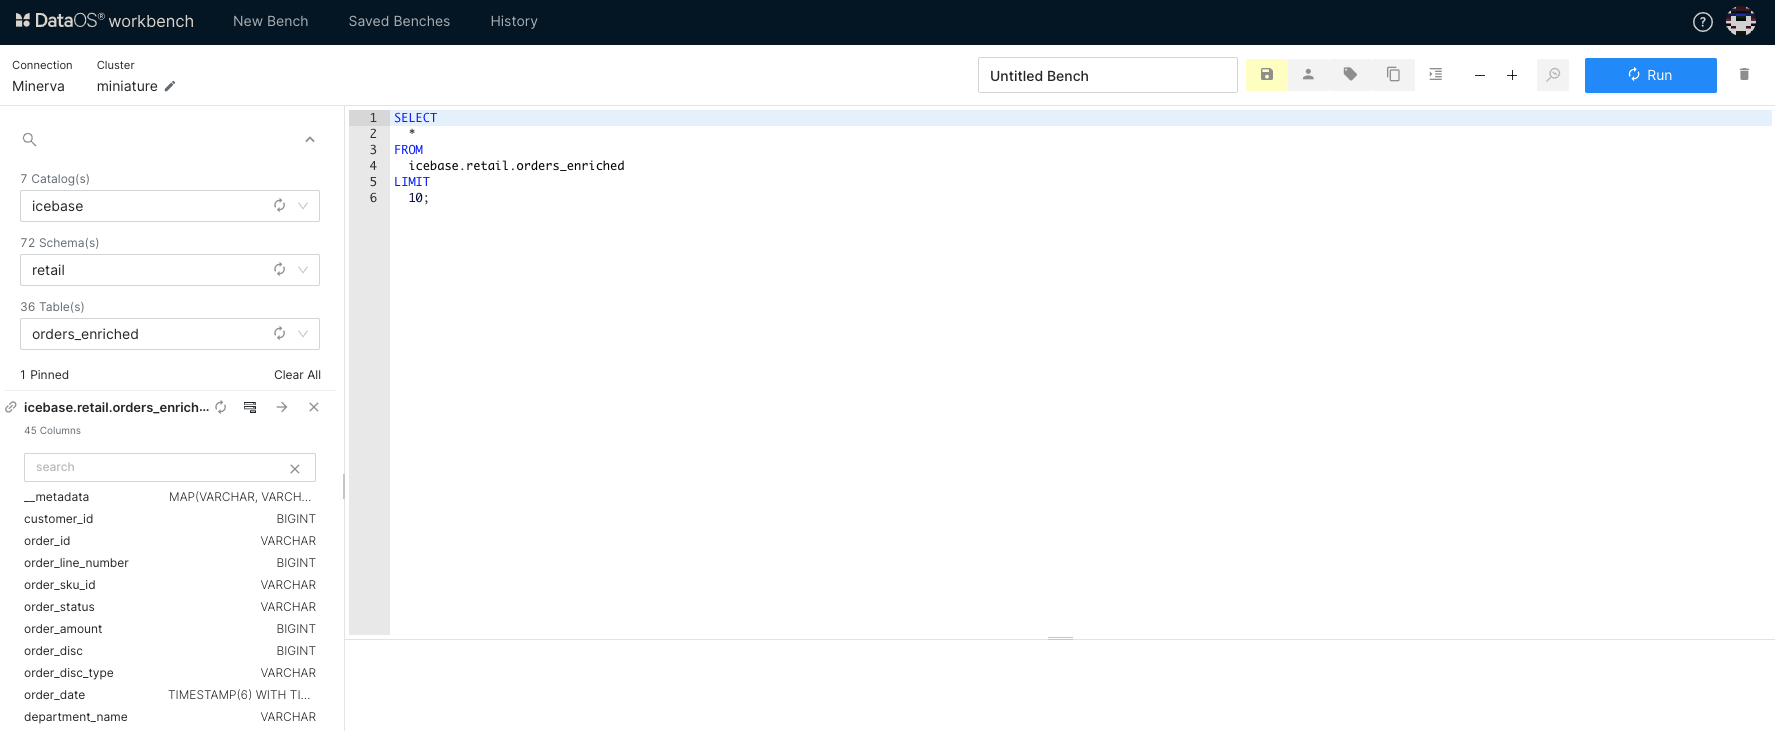 DataOS® workbench New Bench Saved Benches History ?
Connection Cluster
Minerva miniature
Untitled Bench Run
7 Catalog(s)
icebase
72 Schema(s)
retail
36 Table(s)
orders_enriched
1 Pinned Clear All
icebase.retail.orders_enrich...
45 Columns
search
__metadata MAP(VARCHAR, VARCH...
customer_id BIGINT
order_id VARCHAR
order_line_number BIGINT
order_sku_id VARCHAR
order_status VARCHAR
order_amount BIGINT
order_disc BIGINT
order_disc_type VARCHAR
order_date TIMESTAMP(6) WITH TI...
department_name VARCHAR
1 SELECT
2 *
3 FROM
4 icebase.retail.orders_enriched
5 LIMIT
6 10;